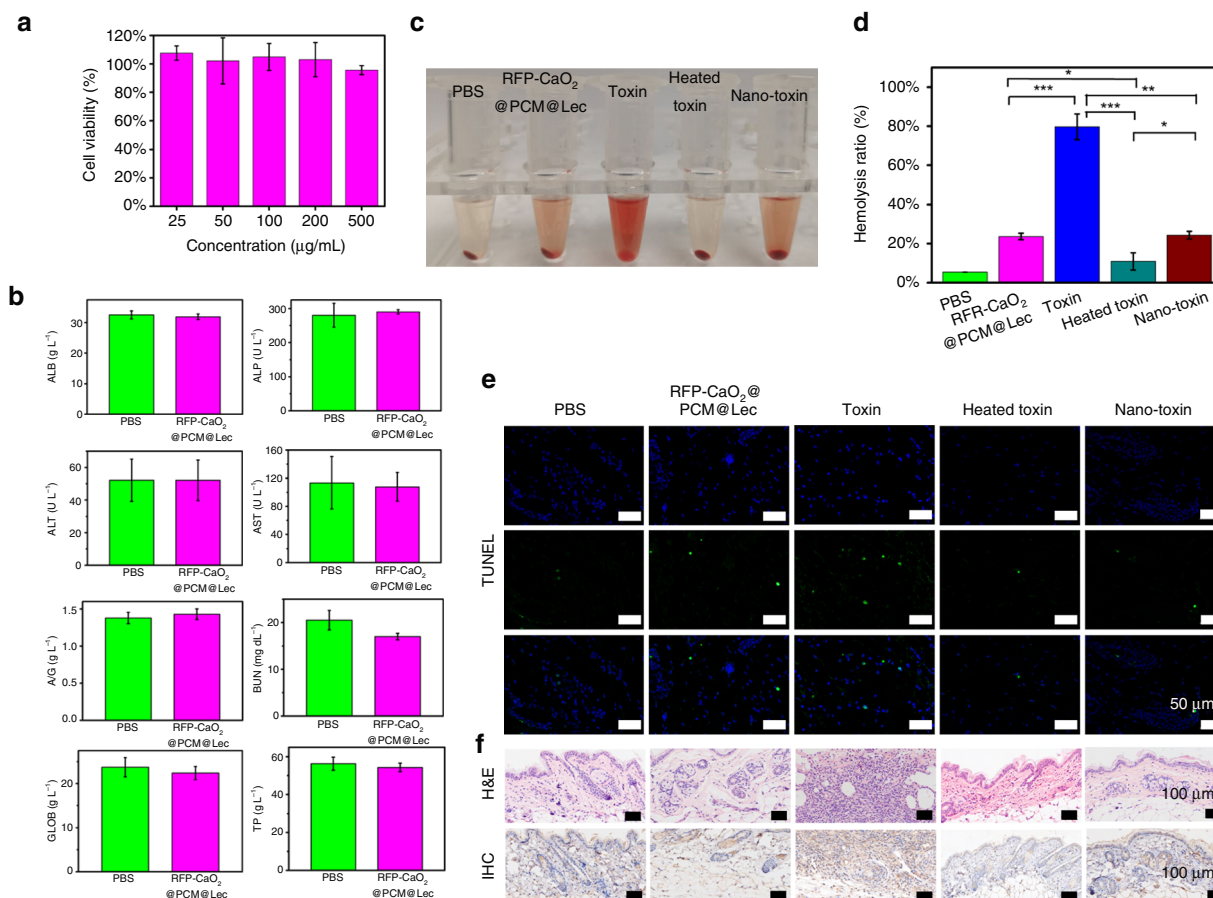 a
120%
100%
80%
120%
60%
40%
20%
0%
25 50 100 200 500
Cell viability (%)
Concentration (μg/mL)
b
30
20
10
0
ALB (g L⁻¹)
PBS
RFP-CaO₂
@PCM@Lec
300
200
100
0
ALP (U L⁻¹)
PBS
RFP-CaO₂
@PCM@Lec
60
40
20
0
ALT (U L⁻¹)
PBS
RFP-CaO₂
@PCM@Lec
160
120
80
40
0
AST (U L⁻¹)
PBS
RFP-CaO₂
@PCM@Lec
1.5
1.0
0.5
0.0
A/G (g L⁻¹)
PBS
RFP-CaO₂
@PCM@Lec
20
10
0
BUN (mg dL⁻¹)
PBS
RFP-CaO₂
@PCM@Lec
20
10
0
GLOB (g L⁻¹)
PBS
RFP-CaO₂
@PCM@Lec
60
40
20
0
TP (g L⁻¹)
PBS
RFP-CaO₂
@PCM@Lec
c
PBS
RFP-CaO₂
@PCM@Lec
Toxin
Heated
toxin
Nano-toxin
d
100%
80%
60%
40%
20%
0%
Hemolysis ratio (%)
*
***
**
***
*
PBS
RFR-CaO₂
@PCM@Lec
Toxin
Heated toxin
Nano-toxin
e
PBS
RFP-CaO₂@
PCM@Lec
Toxin
Heated toxin
Nano-toxin
TUNEL
50 μm
f
H&E
100 μm
IHC
100 μm